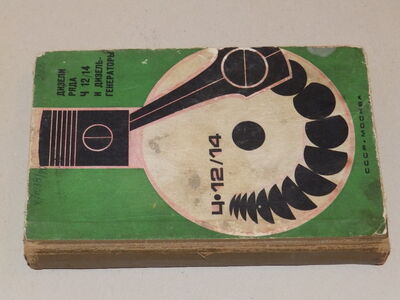 ДИЗЕЛИ
РЯДА
Ч 12/14
И ДИЗЕЛЬ-
ГЕНЕРАТОРЫ
Ч•12/14
СССР•МОСКВА